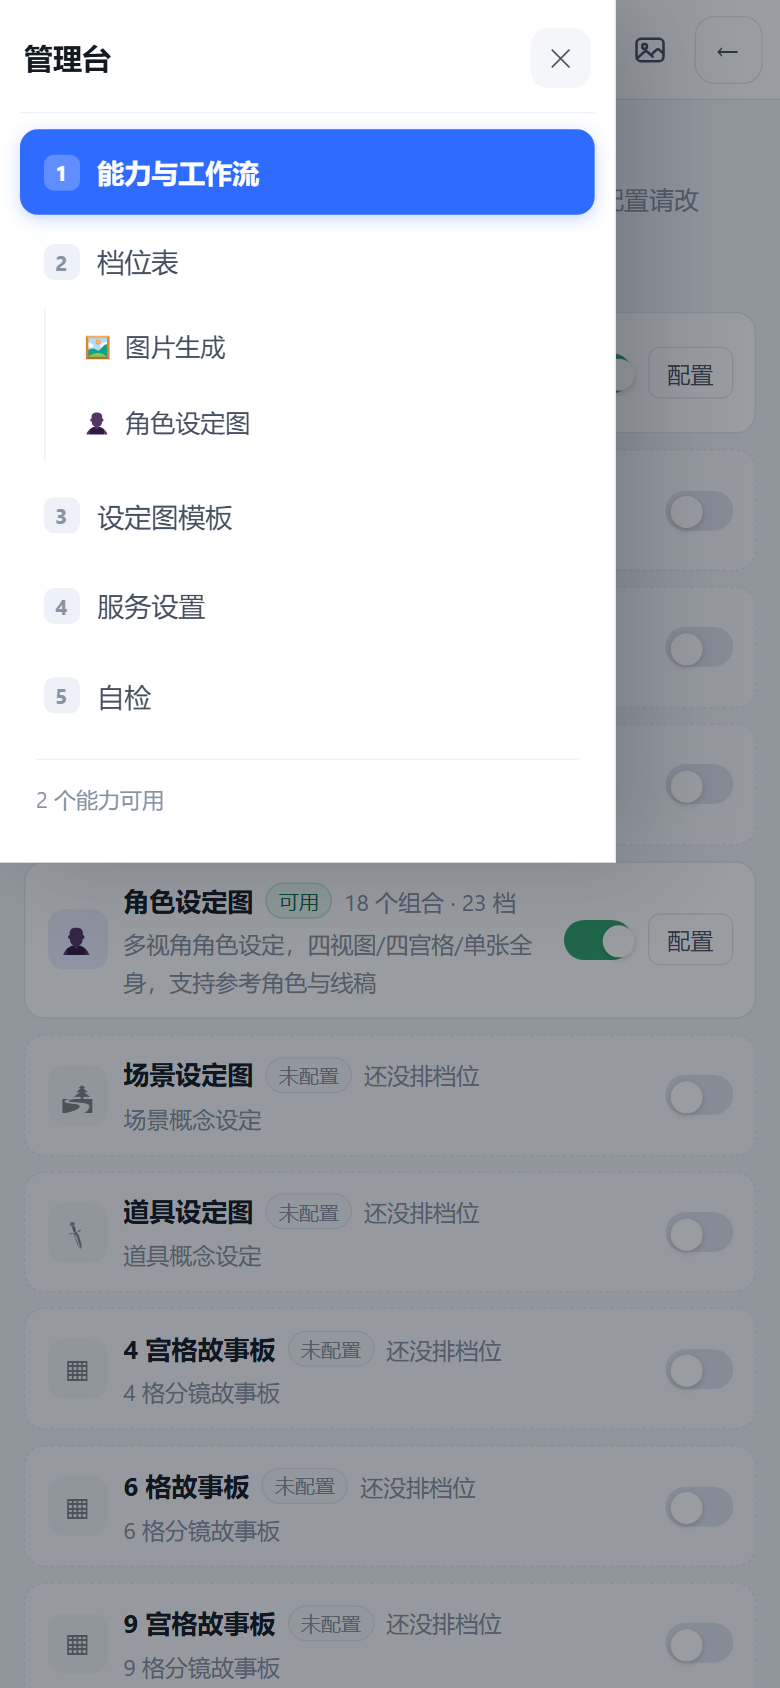 管理台
1 能力与工作流
2 档位表
图片生成
角色设定图
3 设定图模板
4 服务设置
5 自检
2 个能力可用
←
置请改
配置
角色设定图 可用 18 个组合 · 23 档
多视角角色设定，四视图/四宫格/单张全
身，支持参考角色与线稿
配置
场景设定图 未配置 还没排档位
场景概念设定
道具设定图 未配置 还没排档位
道具概念设定
4 宫格故事板 未配置 还没排档位
4 格分镜故事板
6 格故事板 未配置 还没排档位
6 格分镜故事板
9 宫格故事板 未配置 还没排档位
9 格分镜故事板